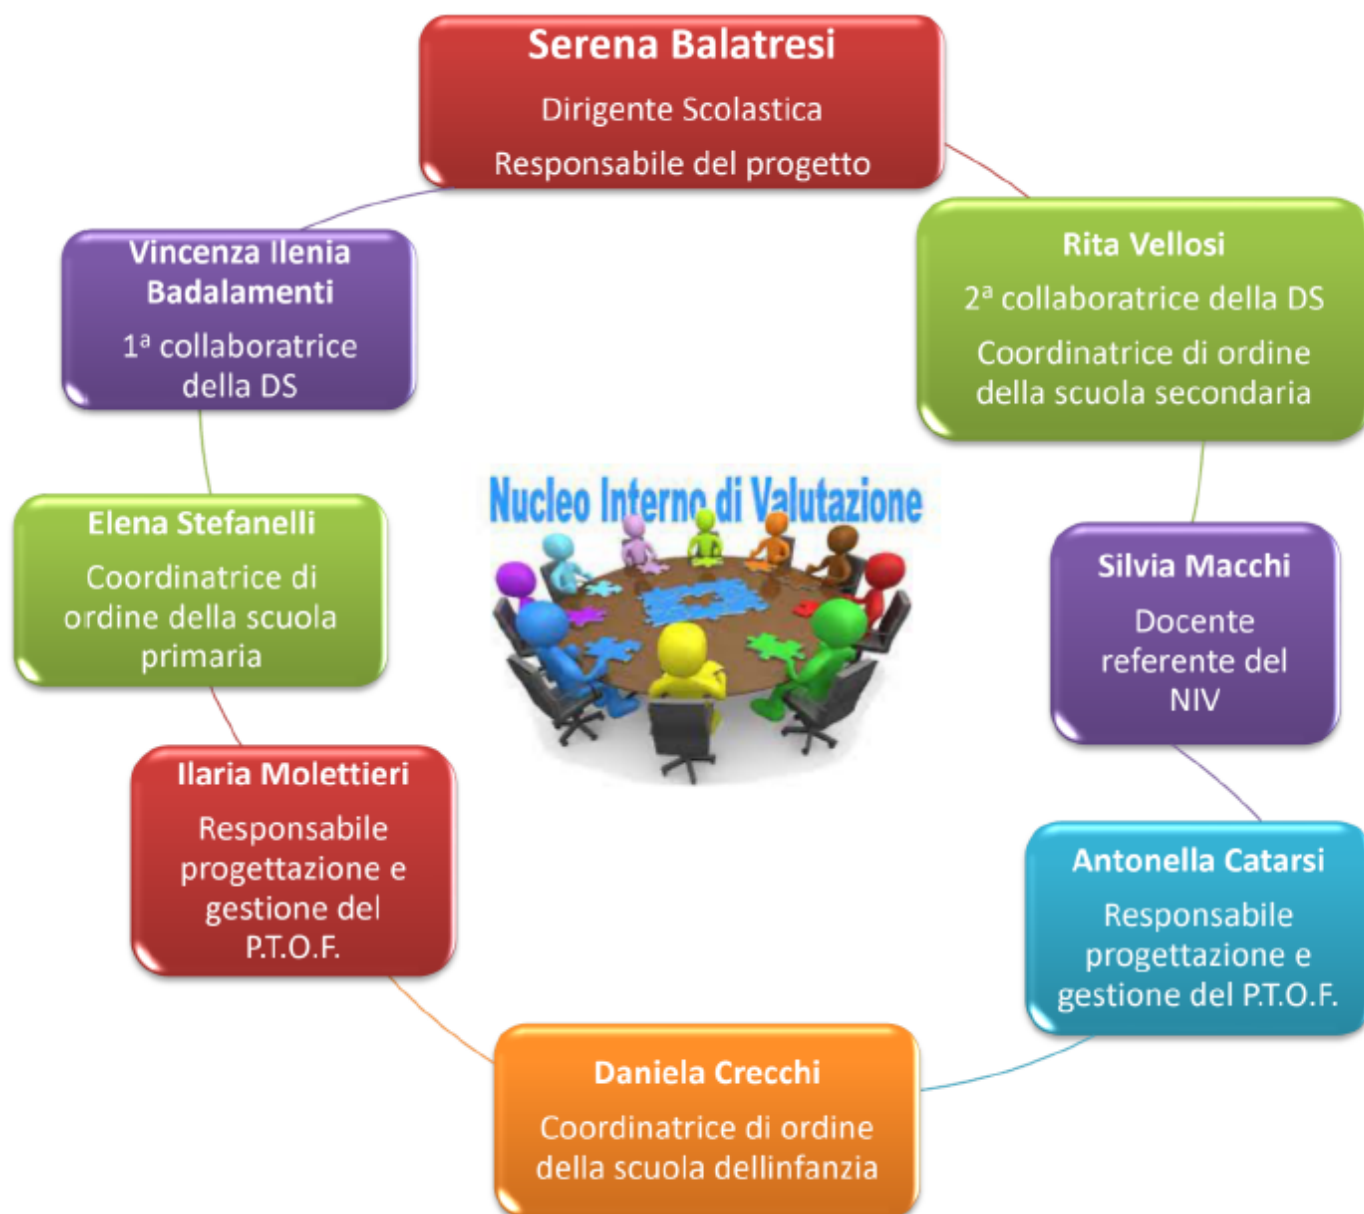 Serena Balatresi
Dirigente Scolastica
Responsabile del progetto
Rita Vellosi
2ª collaboratrice della DS
Coordinatrice di ordine
della scuola secondaria
Silvia Macchi
Docente
referente del
NIV
Antonella Catarsi
Responsabile
progettazione e
gestione del P.T.O.F.
Daniela Crecchi
Coordinatrice di ordine
della scuola dellinfanzia
Ilaria Molettieri
Responsabile
progettazione e
gestione del
P.T.O.F.
Elena Stefanelli
Coordinatrice di
ordine della scuola
primaria
Vincenza Ilenia
Badalamenti
1ª collaboratrice
della DS
Nucleo Interno di Valutazione